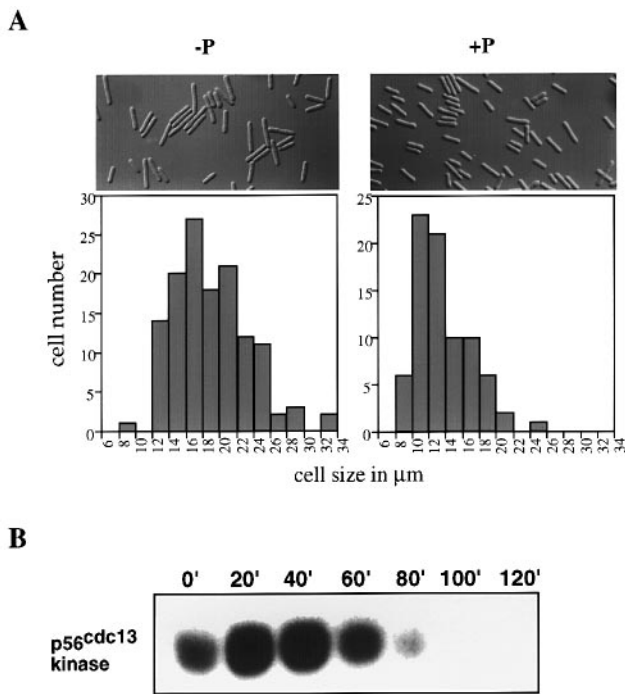 A
-P
+P
30
25
20
15
10
5
0
cell number
6 8 10 12 14 16 18 20 22 24 26 28 30 32 34
25
20
15
10
5
0
6 8 10 12 14 16 18 20 22 24 26 28 30 32 34
cell size in μm
B
0' 20' 40' 60' 80' 100' 120'
p56cdc13
kinase